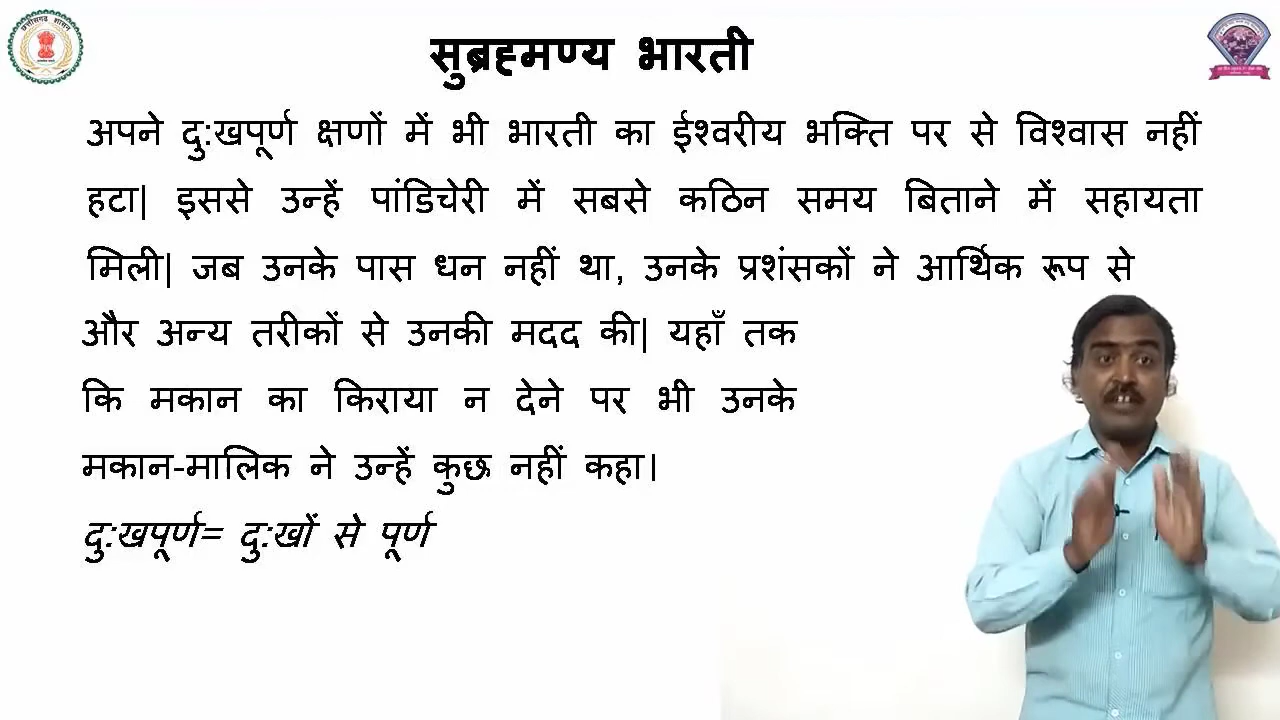 सुब्रह्मण्य भारती
अपने दु:खपूर्ण क्षणों में भी भारती का ईश्वरीय भक्ति पर से विश्वास नहीं
हटा| इससे उन्हें पांडिचेरी में सबसे कठिन समय बिताने में सहायता
मिली| जब उनके पास धन नहीं था, उनके प्रशंसकों ने आर्थिक रूप से
और अन्य तरीकों से उनकी मदद की| यहाँ तक
कि मकान का किराया न देने पर भी उनके
मकान-मालिक ने उन्हें कुछ नहीं कहा।
दु:खपूर्ण= दु:खों से पूर्ण